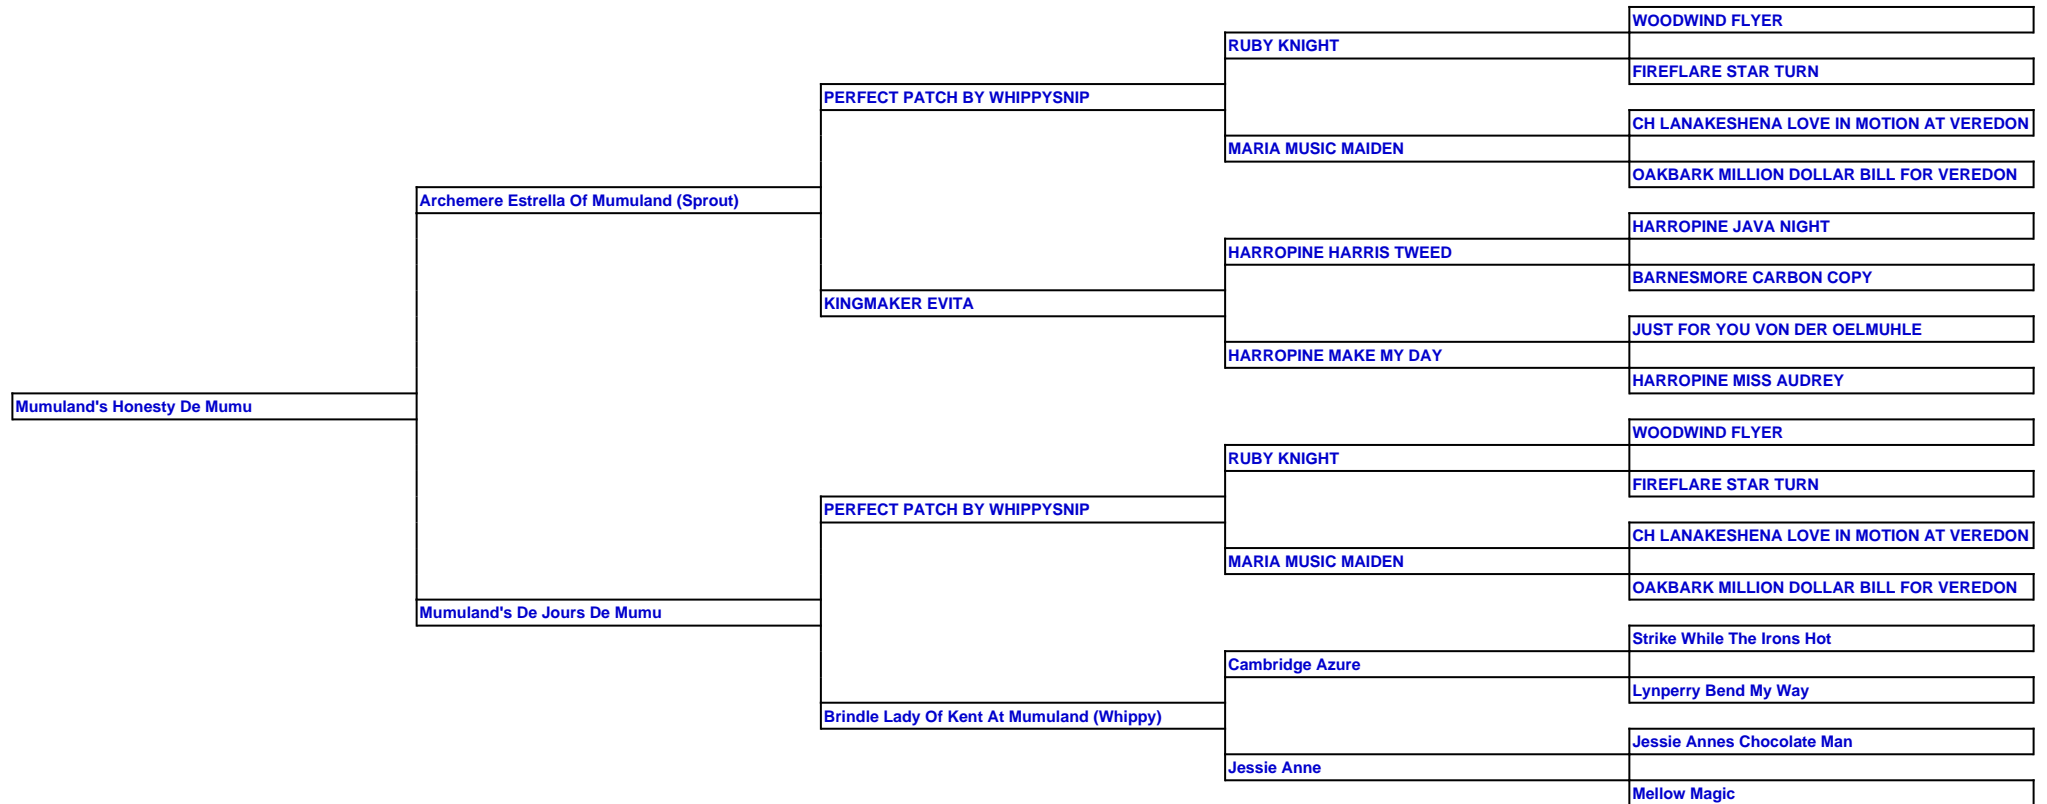 WOODWIND FLYER
RUBY KNIGHT
FIREFLARE STAR TURN
PERFECT PATCH BY WHIPPYSNIP
CH LANAKESHENA LOVE IN MOTION AT VEREDON
MARIA MUSIC MAIDEN
OAKBARK MILLION DOLLAR BILL FOR VEREDON
Archemere Estrella Of Mumuland (Sprout)
HARROPINE JAVA NIGHT
HARROPINE HARRIS TWEED
BARNESMORE CARBON COPY
KINGMAKER EVITA
JUST FOR YOU VON DER OELMUHLE
HARROPINE MAKE MY DAY
HARROPINE MISS AUDREY
Mumuland's Honesty De Mumu
WOODWIND FLYER
RUBY KNIGHT
FIREFLARE STAR TURN
PERFECT PATCH BY WHIPPYSNIP
CH LANAKESHENA LOVE IN MOTION AT VEREDON
MARIA MUSIC MAIDEN
OAKBARK MILLION DOLLAR BILL FOR VEREDON
Mumuland's De Jours De Mumu
Strike While The Irons Hot
Cambridge Azure
Lynperry Bend My Way
Brindle Lady Of Kent At Mumuland (Whippy)
Jessie Annes Chocolate Man
Jessie Anne
Mellow Magic